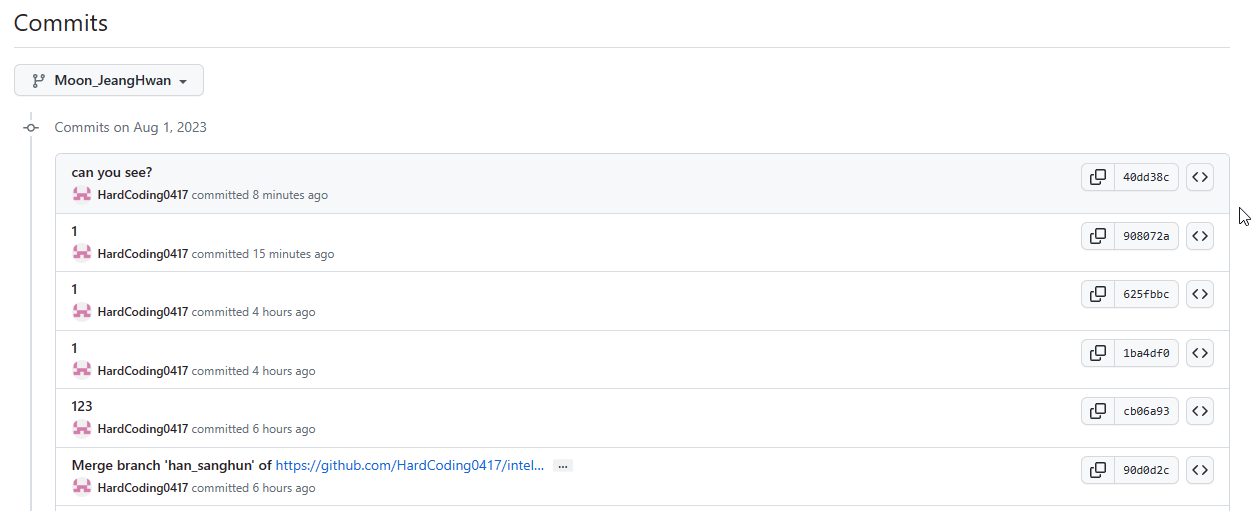 Commits
Moon_JeangHwan
Commits on Aug 1, 2023
can you see?
HardCoding0417 committed 8 minutes ago
40dd38c
1
HardCoding0417 committed 15 minutes ago
908072a
1
HardCoding0417 committed 4 hours ago
625fbbc
1
HardCoding0417 committed 4 hours ago
1ba4df0
123
HardCoding0417 committed 6 hours ago
cb06a93
Merge branch 'han_sanghun' of https://github.com/HardCoding0417/intel... ...
HardCoding0417 committed 6 hours ago
90d0d2c